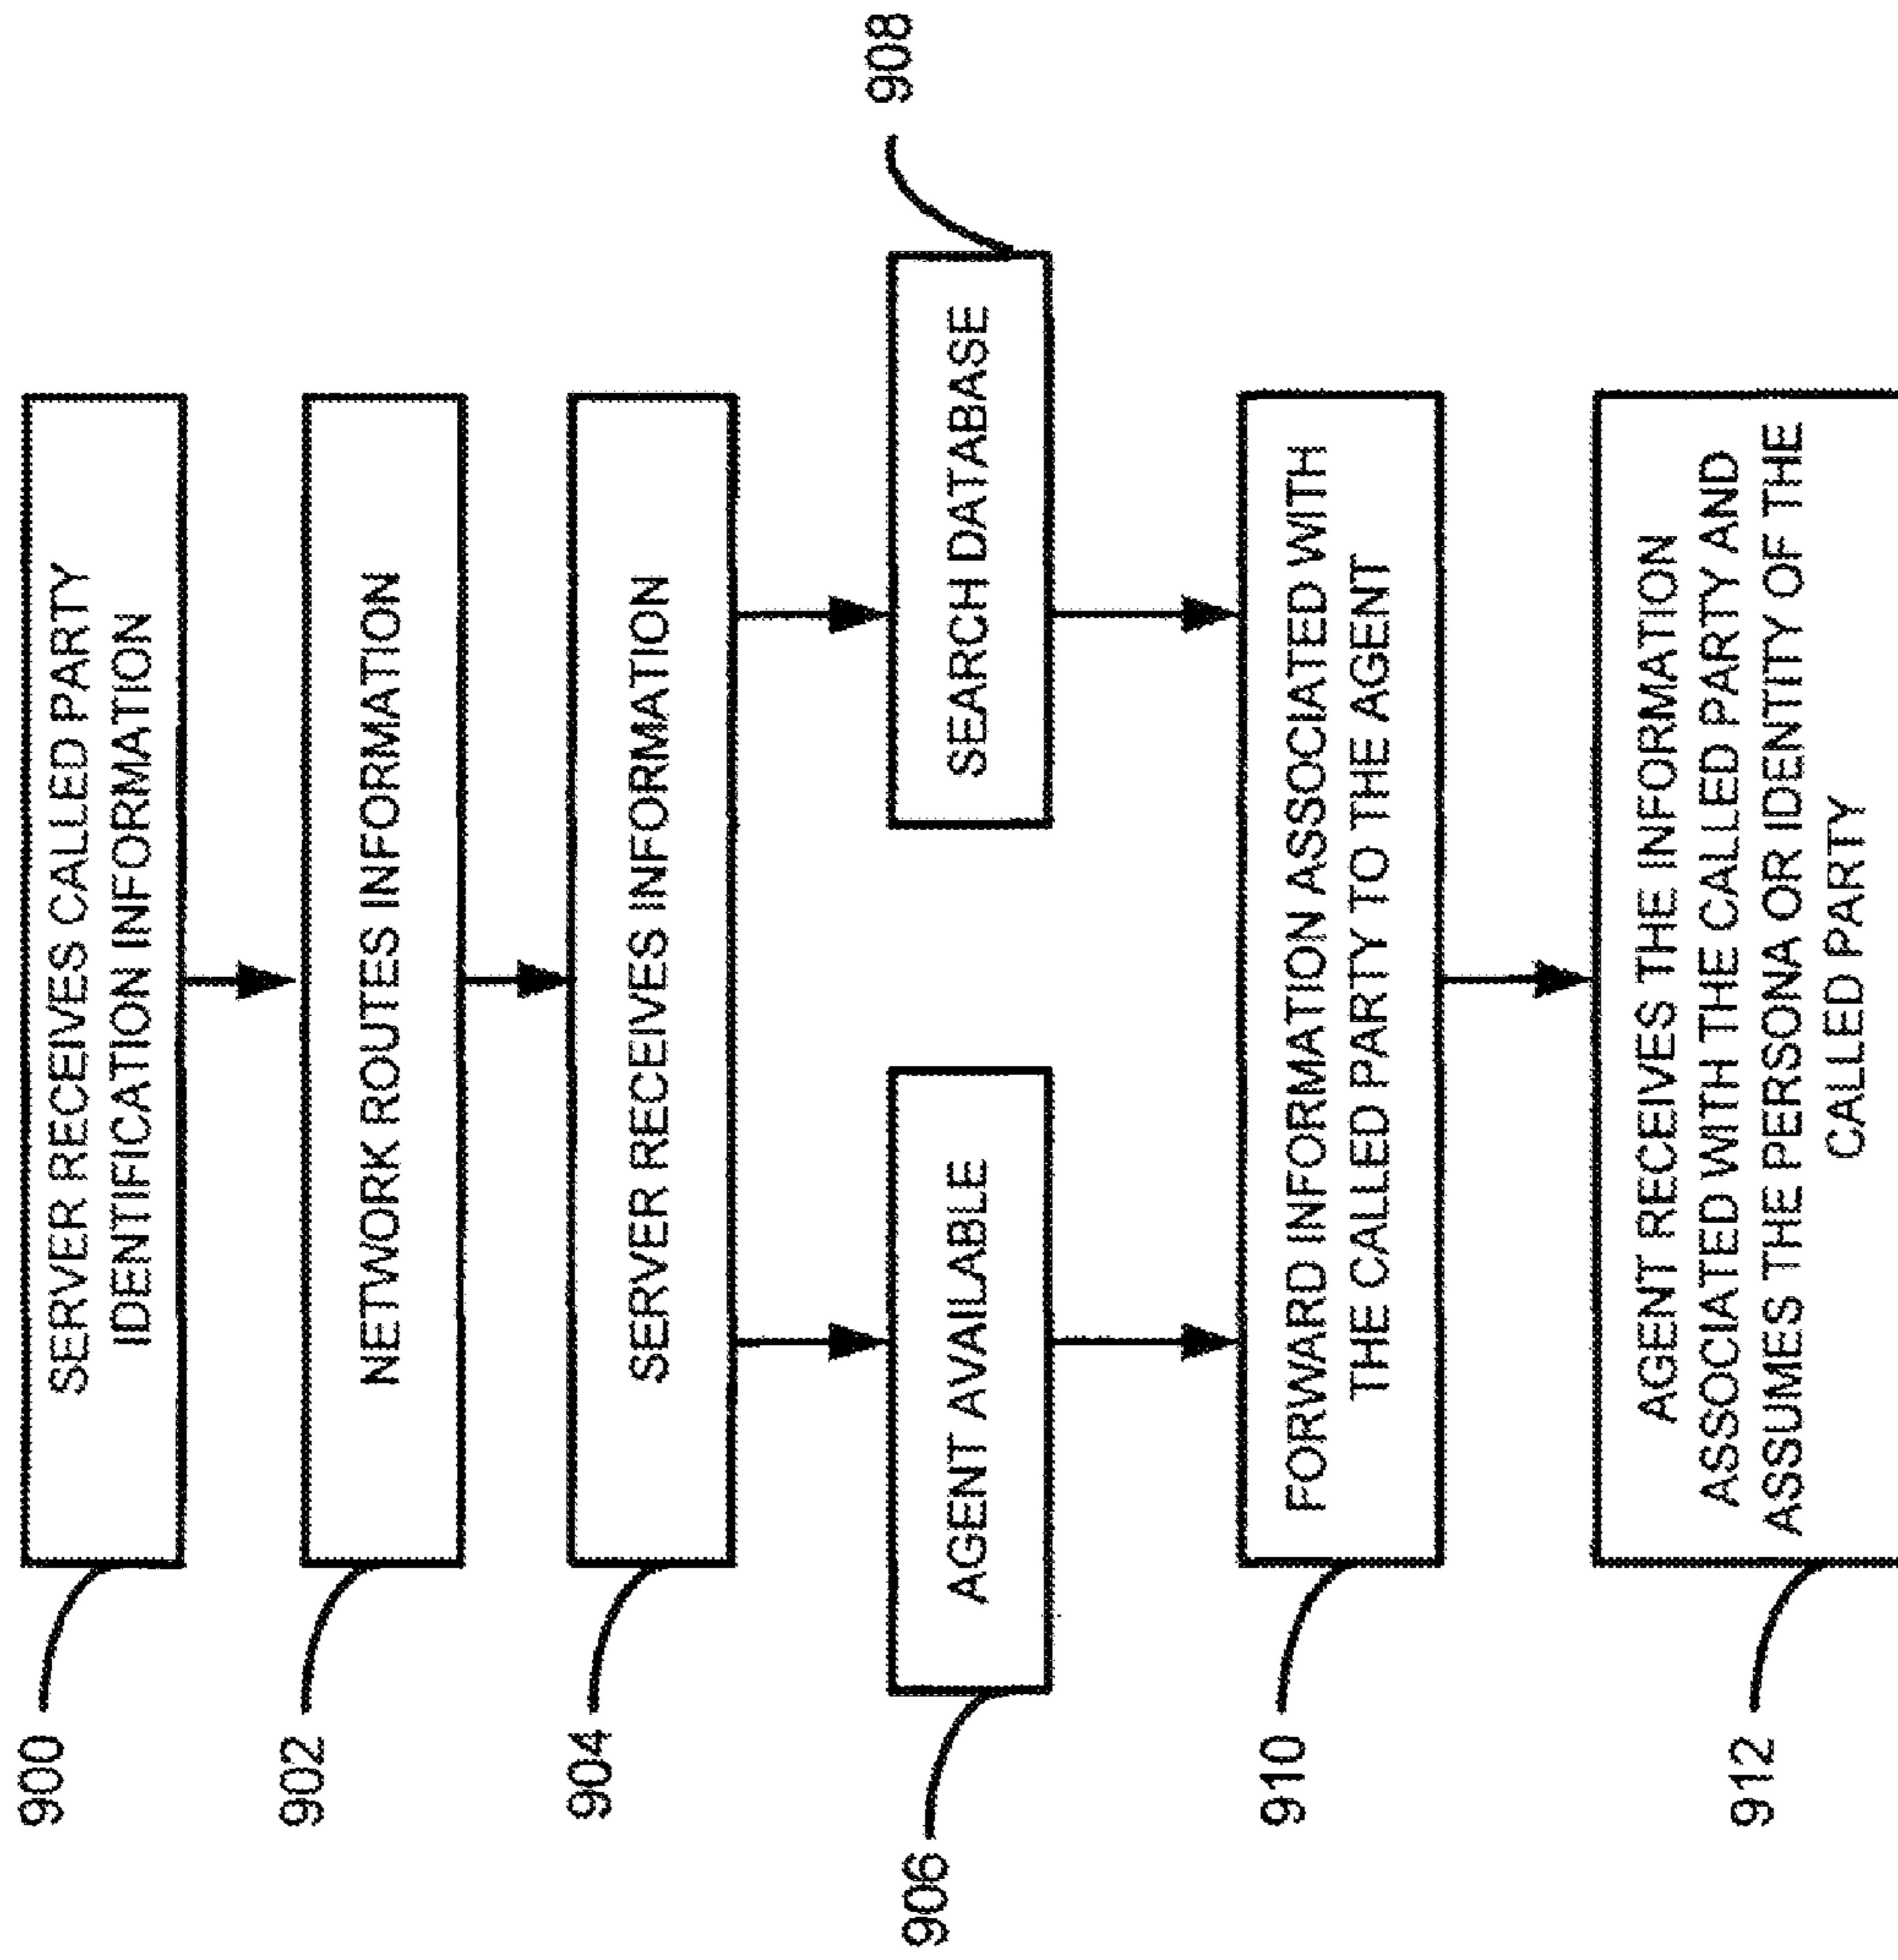 900
SERVER RECEIVES CALLED PARTY
IDENTIFICATION INFORMATION
902
NETWORK ROUTES INFORMATION
904
SERVER RECEIVES INFORMATION
906
AGENT AVAILABLE
SEARCH DATABASE
908
910
FORWARD INFORMATION ASSOCIATED WITH
THE CALLED PARTY TO THE AGENT
912
AGENT RECEIVES THE INFORMATION
ASSOCIATED WITH THE CALLED PARTY AND
ASSUMES THE PERSONA OR IDENTITY OF THE
CALLED PARTY